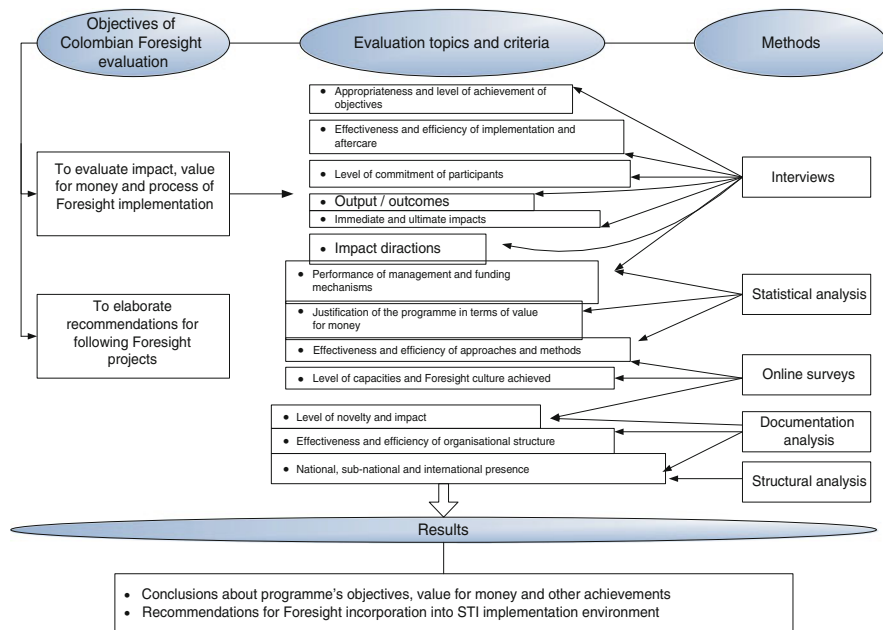 Objectives of
Colombian Foresight
evaluation
Evaluation topics and criteria
Methods
• Appropriateness and level of achievement of
objectives
• Effectiveness and efficiency of implementation and
aftercare
• Level of commitment of participants
• Output / outcomes
• Immediate and ultimate impacts
• Impact diractions
• Performance of management and funding
mechanisms
• Justification of the programme in terms of value
for money
• Effectiveness and efficiency of approaches and methods
• Level of capacities and Foresight culture achieved
• Level of novelty and impact
• Effectiveness and efficiency of organisational structure
• National, sub-national and international presence
To evaluate impact, value
for money and process of
Foresight implementation
To elaborate
recommendations for
following Foresight
projects
Interviews
Statistical analysis
Online surveys
Documentation
analysis
Structural analysis
Results
• Conclusions about programme's objectives, value for money and other achievements
• Recommendations for Foresight incorporation into STI implementation environment